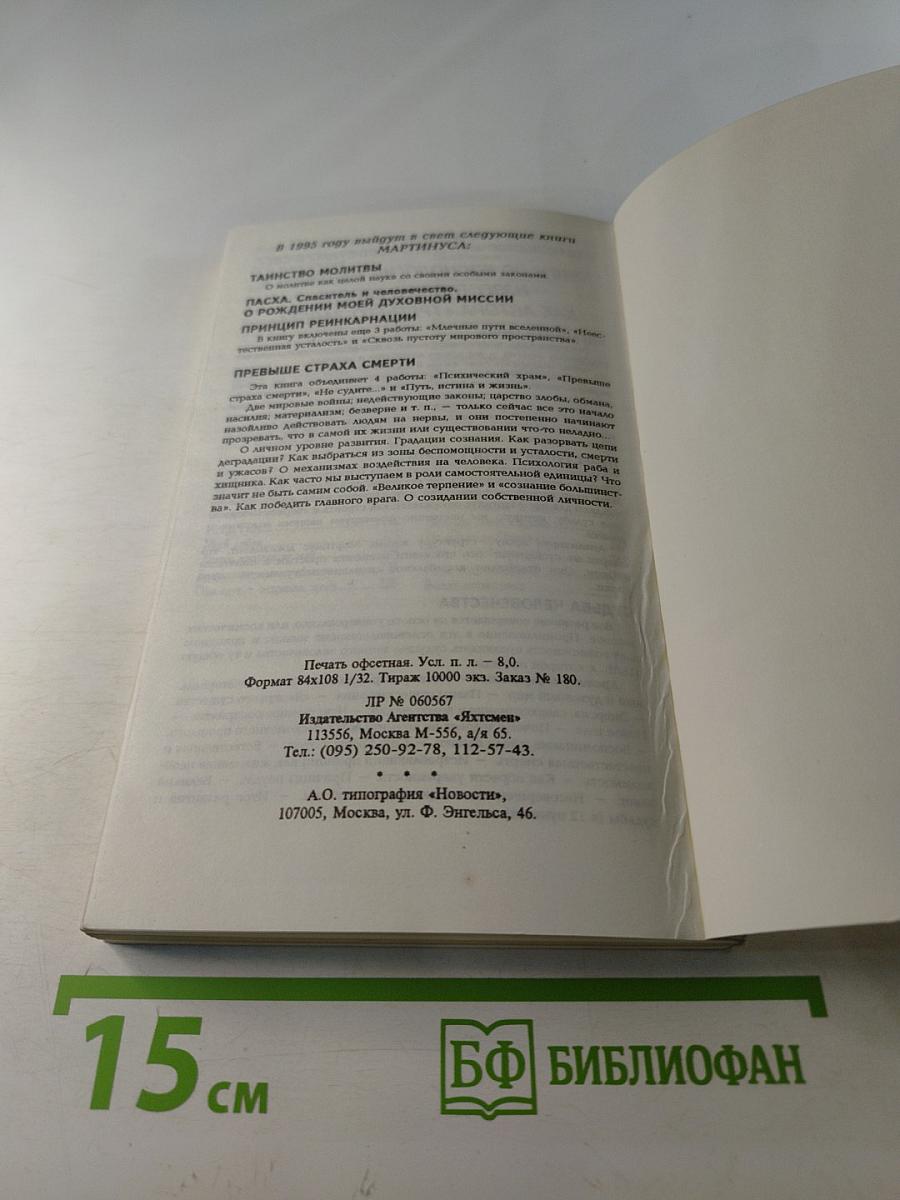 В 1995 году выйдут в свет следующие книги
МАРТИНУСА:
ТАИНСТВО МОЛИТВЫ
О молитве как целой науке со своими особыми законами.
ПАСХА. Спаситель и человечество.
О РОЖДЕНИИ МОЕЙ ДУХОВНОЙ МИССИИ
ПРИНЦИП РЕИНКАРНАЦИИ
В книгу включены еще 3 работы: «Млечные пути вселенной», «Неес-
тественная усталость» и «Сквозь пустоту мирового пространства».
ПРЕВЫШЕ СТРАХА СМЕРТИ
Эта книга объединяет 4 работы: «Психический храм», «Превыше
страха смерти», «Не судите...» и «Путь, истина и жизнь».
Две мировые войны; недействующие законы; царство злобы, обмана,
насилия; материализм; безверие и т. п., — только сейчас все это начало
назойливо действовать людям на нервы, и они постепенно начинают
прозревать, что в самой их жизни или существовании что-то неладно...
О личном уровне развития. Градации сознания. Как разорвать цепи
деградации? Как выбраться из зоны беспомощности и усталости, смерти
и ужасов? О механизмах воздействия на человека. Психология раба и
хищника. Как часто мы выступаем в роли самостоятельной единицы? Что
значит не быть самим собой. «Великое терпение» и «сознание большинст-
ва». Как победить главного врага. О созидании собственной личности.
Печать офсетная. Усл. п. л. – 8,0.
Формат 84х108 1/32. Тираж 10000 экз. Заказ № 180.
ЛР № 060567
Издательство Агентства «Яхтсмен»
113556, Москва М-556, а/я 65.
Тел.: (095) 250-92-78, 112-57-43.
* * *
А.О. типография «Новости»,
107005, Москва, ул. Ф. Энгельса, 46.
15 см
БФ БИБЛИОФАН